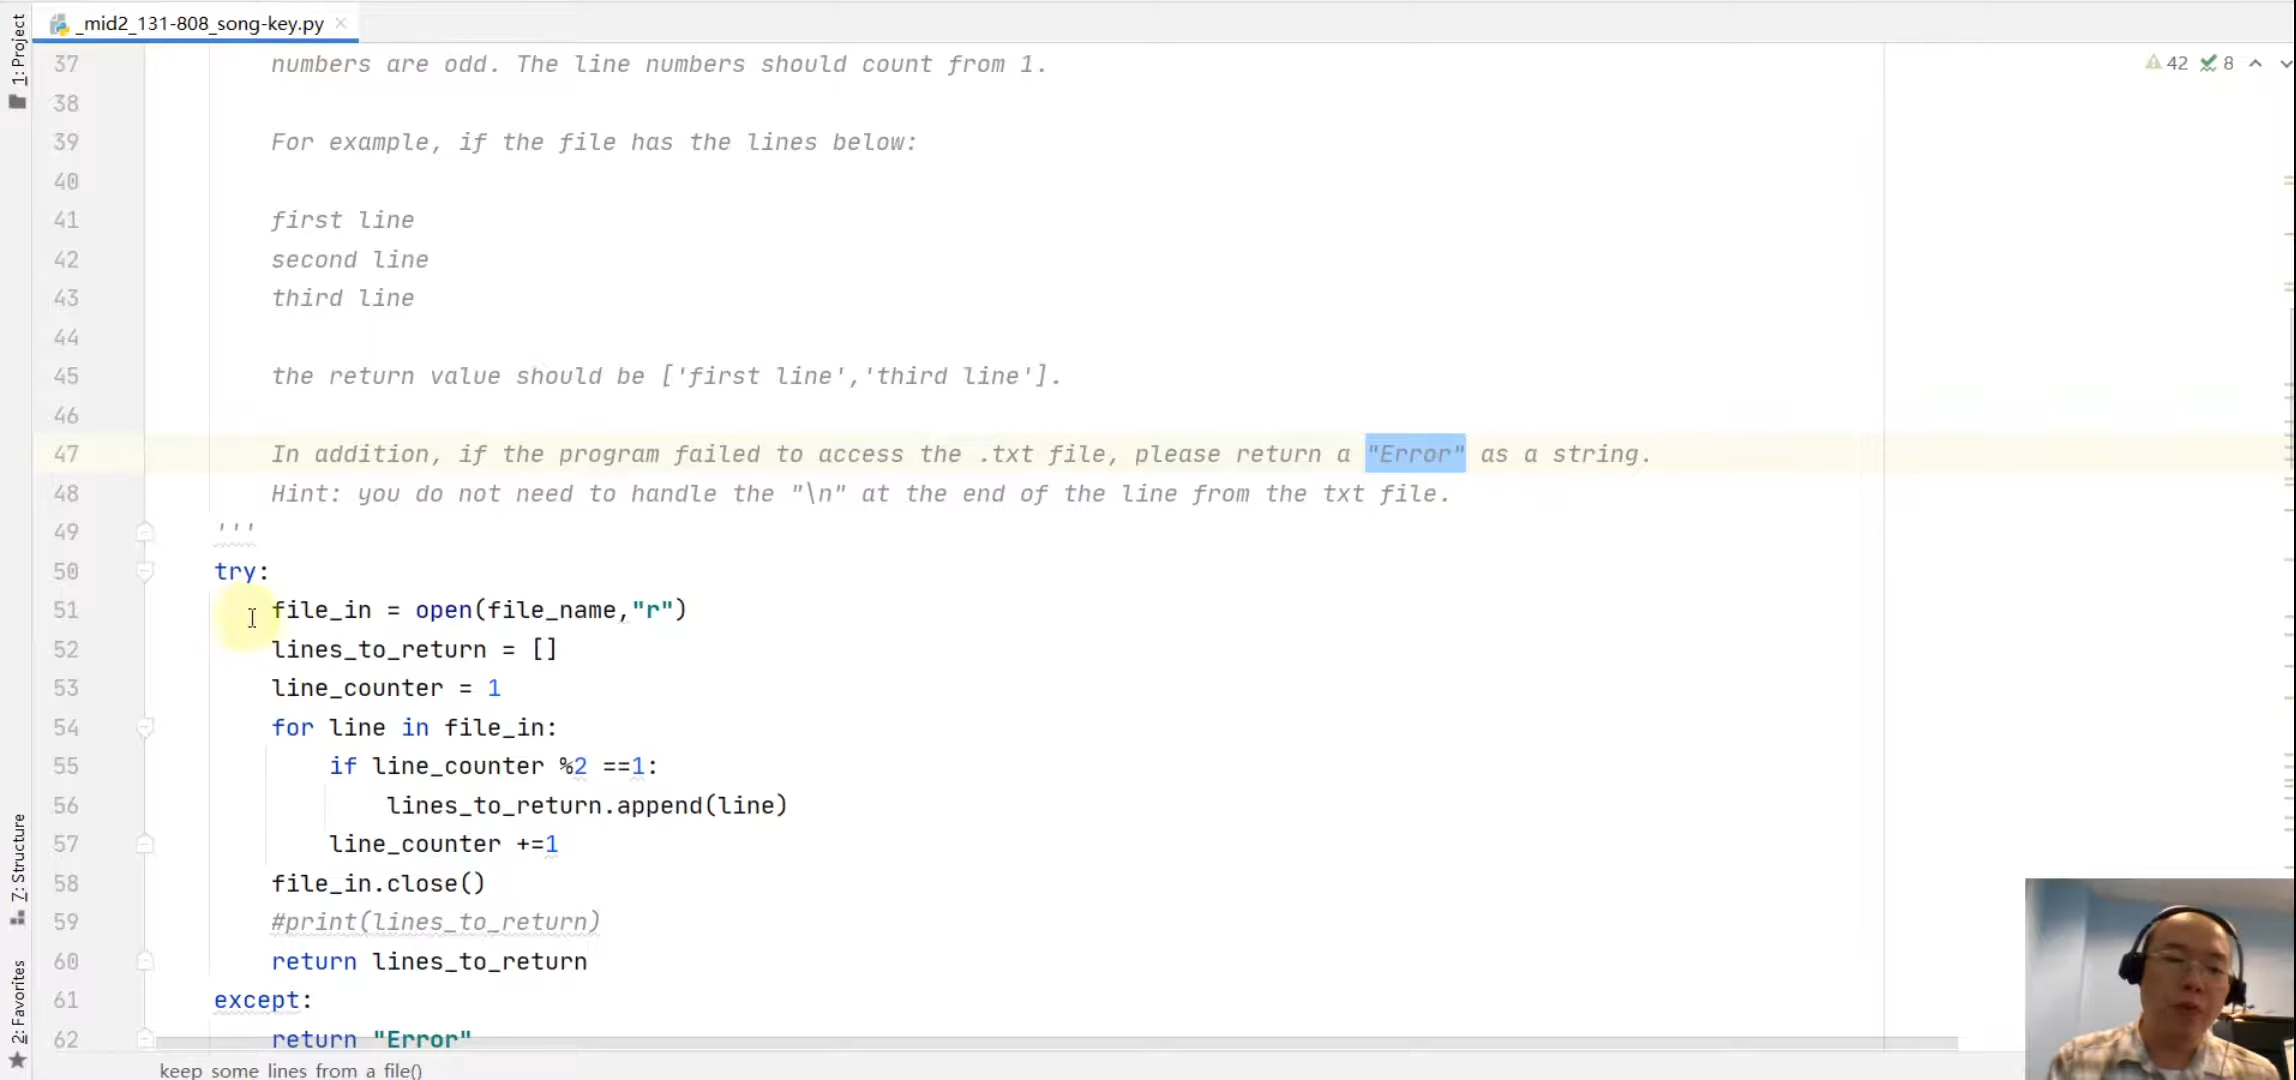 _mid2_131-808_song-key.py
1: Project
37 numbers are odd. The line numbers should count from 1.
42 8
38
39 For example, if the file has the lines below:
40
41 first line
42 second line
43 third line
44
45 the return value should be ['first line','third line'].
46
47 In addition, if the program failed to access the .txt file, please return a "Error" as a string.
48 Hint: you do not need to handle the "\n" at the end of the line from the txt file.
49 '''
50 try:
51 file_in = open(file_name,"r")
52 lines_to_return = []
53 line_counter = 1
54 for line in file_in:
55 if line_counter %2 ==1:
56 lines_to_return.append(line)
57 line_counter +=1
58 file_in.close()
59 #print(lines_to_return)
60 return lines_to_return
61 except:
62 return "Error"
7: Structure
2: Favorites
keep_some_lines_from_a_file()